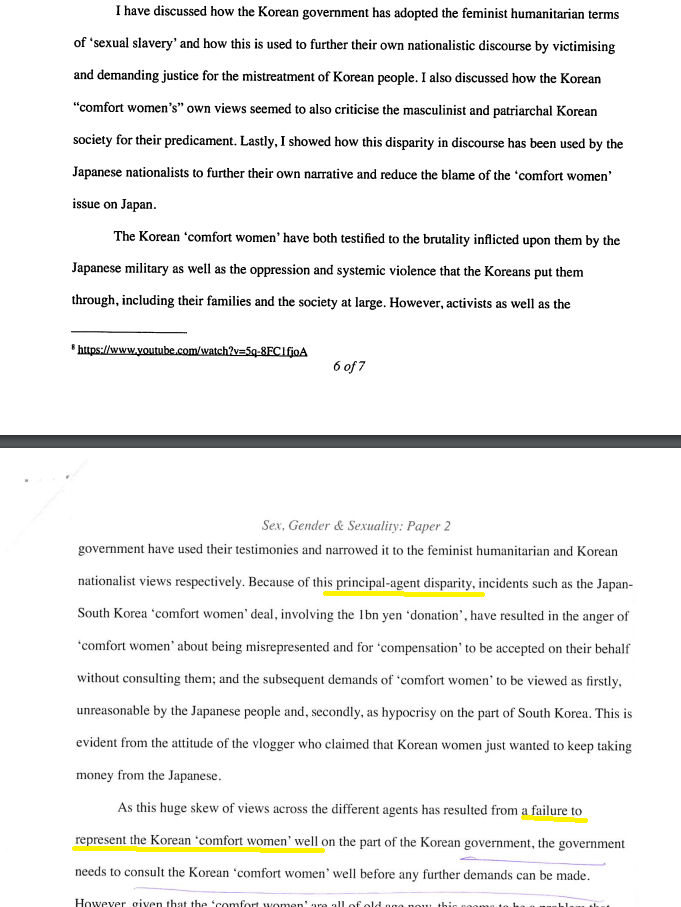 I have discussed how the Korean government has adopted the feminist humanitarian terms
of ‘sexual slavery’ and how this is used to further their own nationalistic discourse by victimising
and demanding justice for the mistreatment of Korean people. I also discussed how the Korean
“comfort women’s” own views seemed to also criticise the masculinist and patriarchal Korean
society for their predicament. Lastly, I showed how this disparity in discourse has been used by the
Japanese nationalists to further their own narrative and reduce the blame of the ‘comfort women’
issue on Japan.
The Korean ‘comfort women’ have both testified to the brutality inflicted upon them by the
Japanese military as well as the oppression and systemic violence that the Koreans put them
through, including their families and the society at large. However, activists as well as the
8 https://www.youtube.com/watch?v=5q-8FC1fjoA
6 of 7
Sex, Gender & Sexuality: Paper 2
government have used their testimonies and narrowed it to the feminist humanitarian and Korean
nationalist views respectively. Because of this principal-agent disparity, incidents such as the Japan-
South Korea ‘comfort women’ deal, involving the 1bn yen ‘donation’, have resulted in the anger of
‘comfort women’ about being misrepresented and for ‘compensation’ to be accepted on their behalf
without consulting them; and the subsequent demands of ‘comfort women’ to be viewed as firstly,
unreasonable by the Japanese people and, secondly, as hypocrisy on the part of South Korea. This is
evident from the attitude of the vlogger who claimed that Korean women just wanted to keep taking
money from the Japanese.
As this huge skew of views across the different agents has resulted from a failure to
represent the Korean ‘comfort women’ well on the part of the Korean government, the government
needs to consult the Korean ‘comfort women’ well before any further demands can be made.
However, given that the ‘comfort women’ are all of old age now, this seems to be a problem that